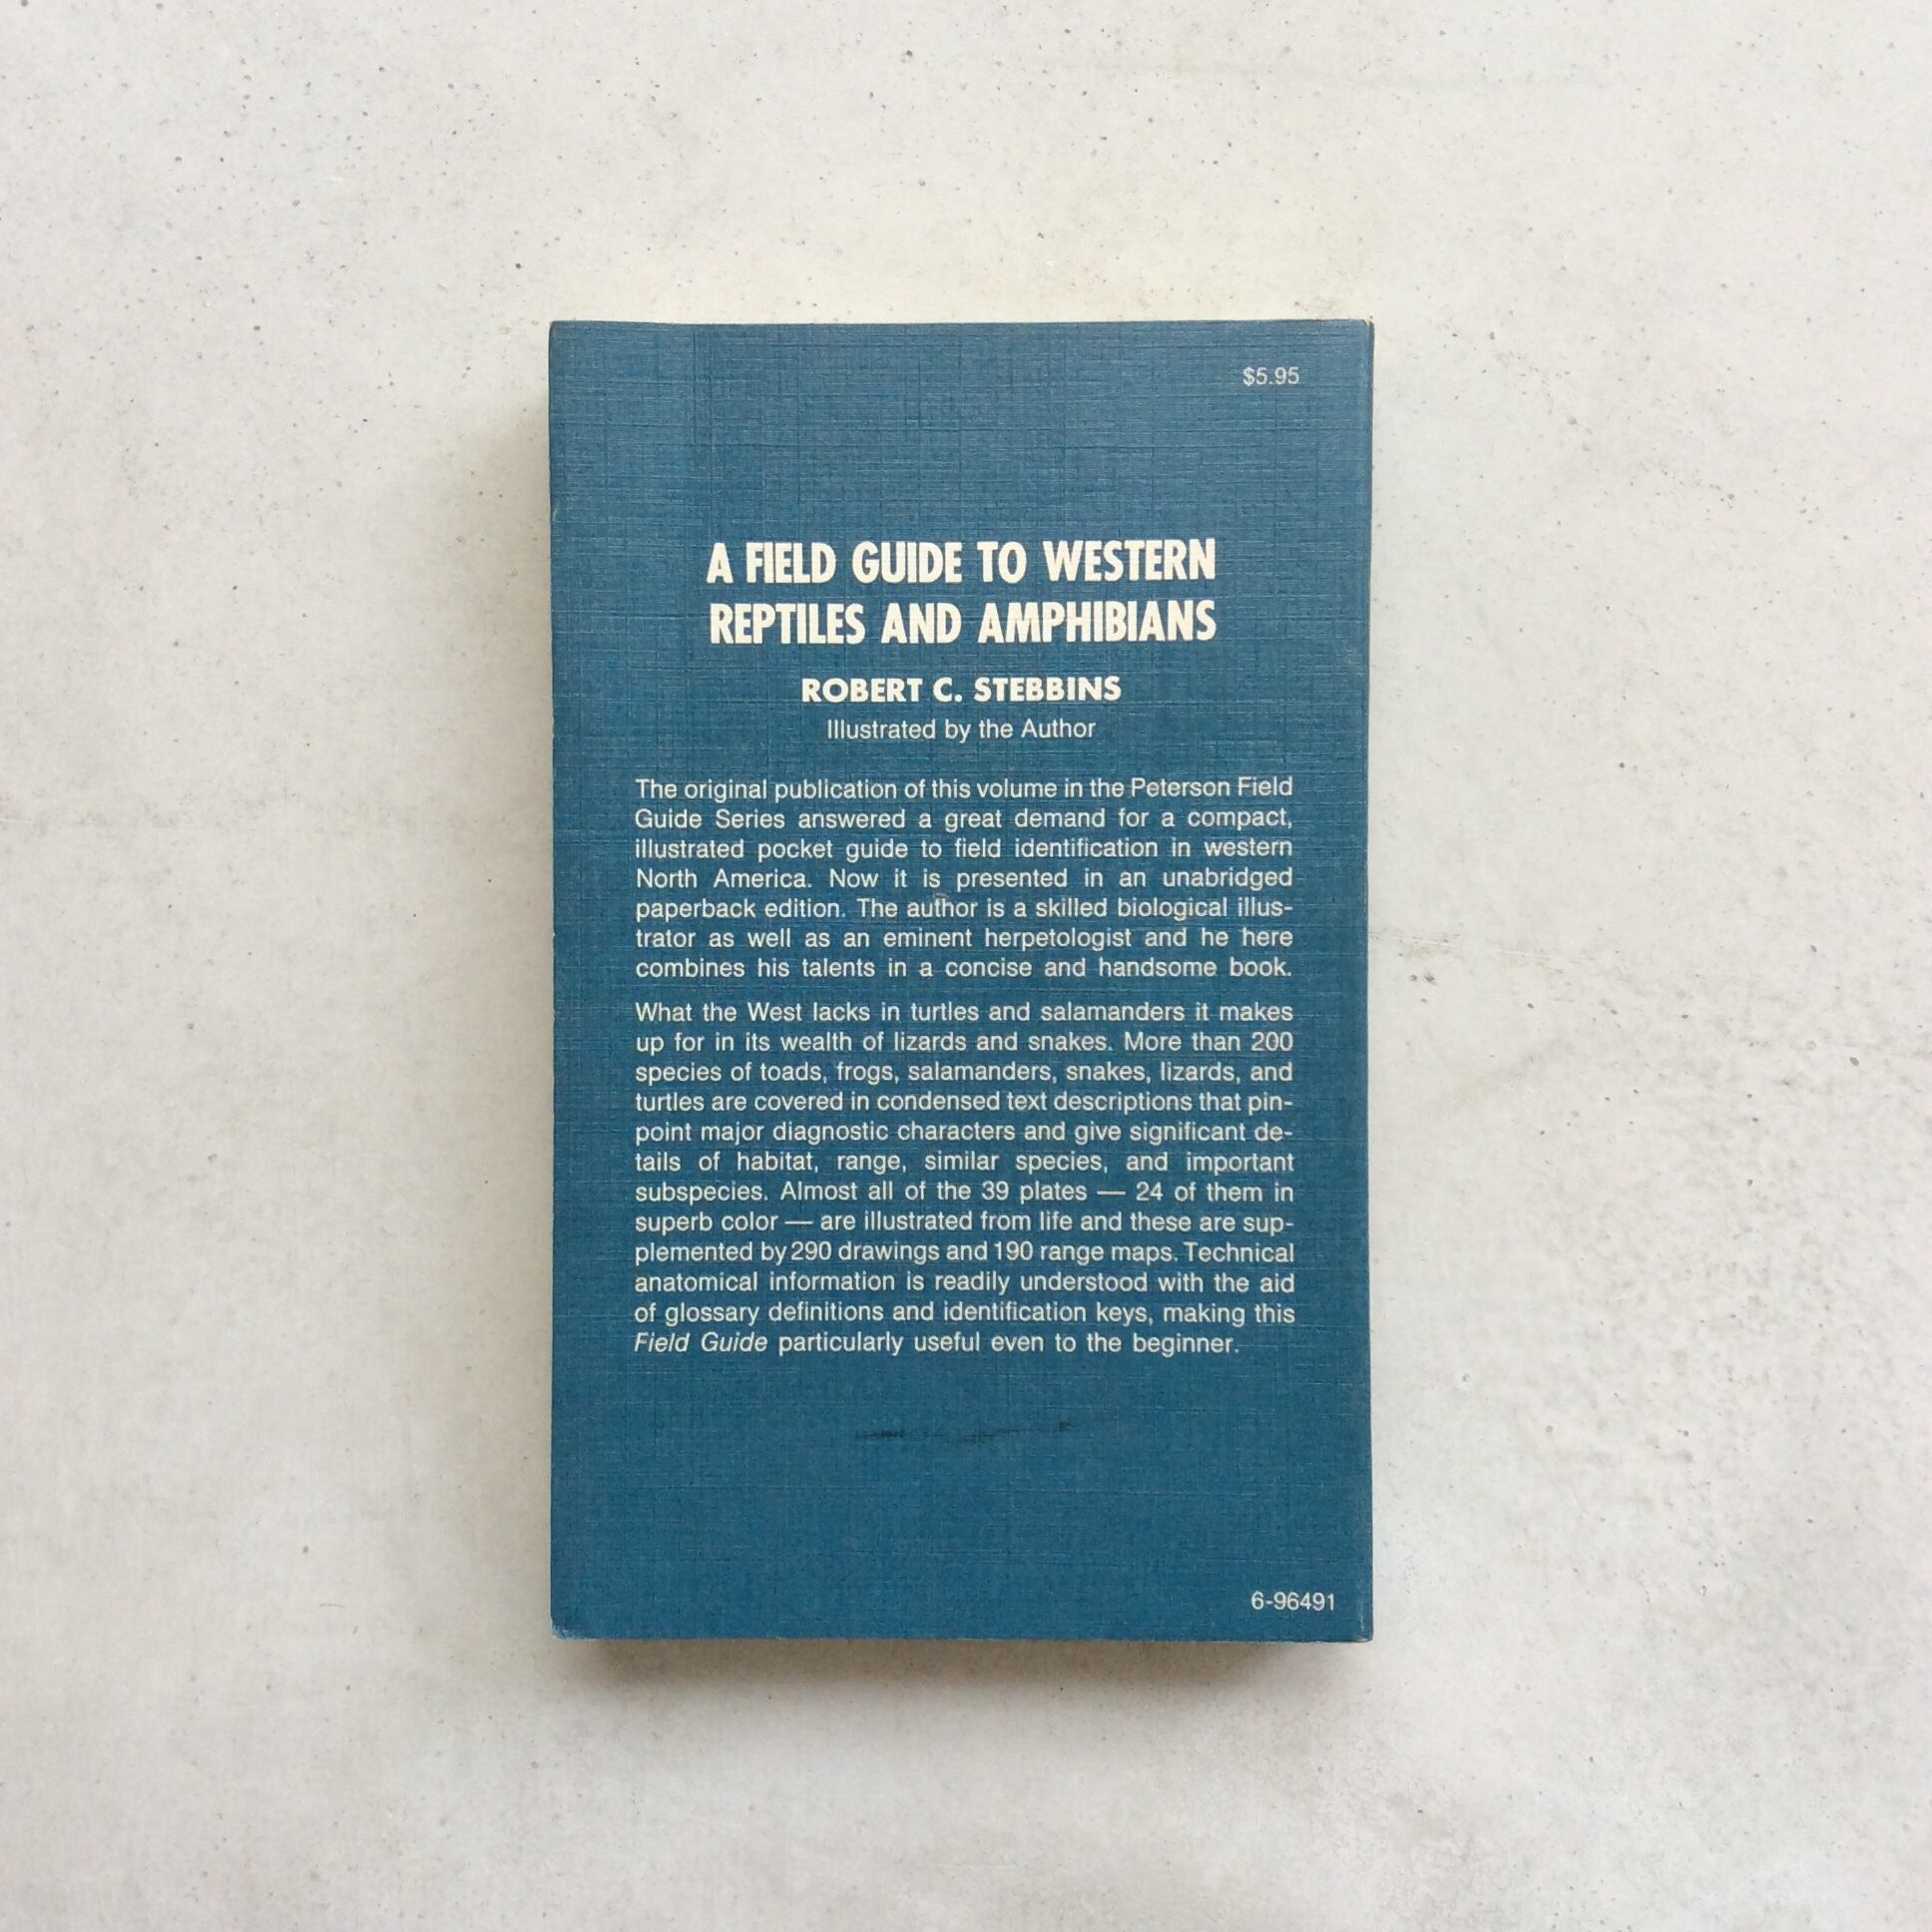 $5.95
A FIELD GUIDE TO WESTERN
REPTILES AND AMPHIBIANS
ROBERT C. STEBBINS
Illustrated by the Author
The original publication of this volume in the Peterson Field
Guide Series answered a great demand for a compact,
illustrated pocket guide to field identification in western
North America. Now it is presented in an unabridged
paperback edition. The author is a skilled biological illus-
trator as well as an eminent herpetologist and he here
combines his talents in a concise and handsome book.
What the West lacks in turtles and salamanders it makes
up for in its wealth of lizards and snakes. More than 200
species of toads, frogs, salamanders, snakes, lizards, and
turtles are covered in condensed text descriptions that pin-
point major diagnostic characters and give significant de-
tails of habitat, range, similar species, and important
subspecies. Almost all of the 39 plates — 24 of them in
superb color — are illustrated from life and these are sup-
plemented by 290 drawings and 190 range maps. Technical
anatomical information is readily understood with the aid
of glossary definitions and identification keys, making this
Field Guide particularly useful even to the beginner.
6-96491